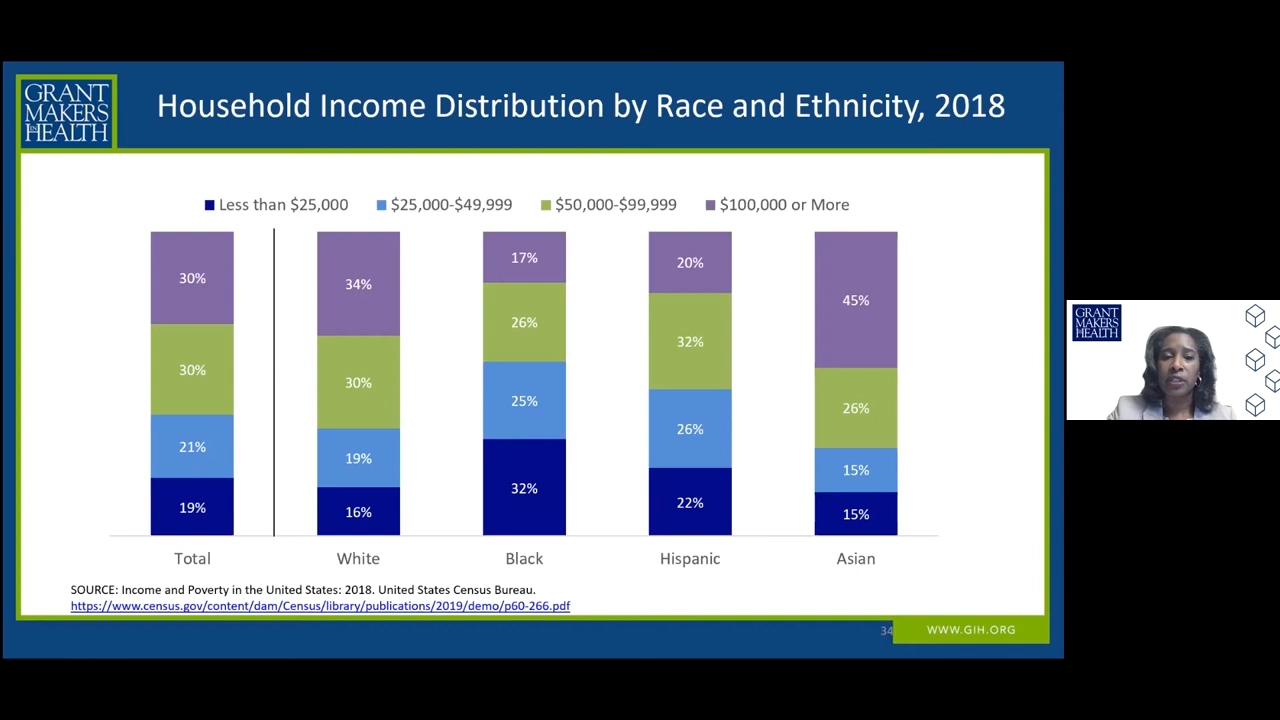 GRANT
MAKERS
IN
HEALTH
Household Income Distribution by Race and Ethnicity, 2018
Less than $25,000 $25,000-$49,999 $50,000-$99,999 $100,000 or More
30% 34% 17% 20% 45%
30% 30% 26% 32% 26%
21% 19% 25% 26% 15%
19% 16% 32% 22% 15%
Total White Black Hispanic Asian
SOURCE: Income and Poverty in the United States: 2018. United States Census Bureau.
https://www.census.gov/content/dam/Census/library/publications/2019/demo/p60-266.pdf
34
WWW.GIH.ORG
GRANT
MAKERS
IN
HEALTH